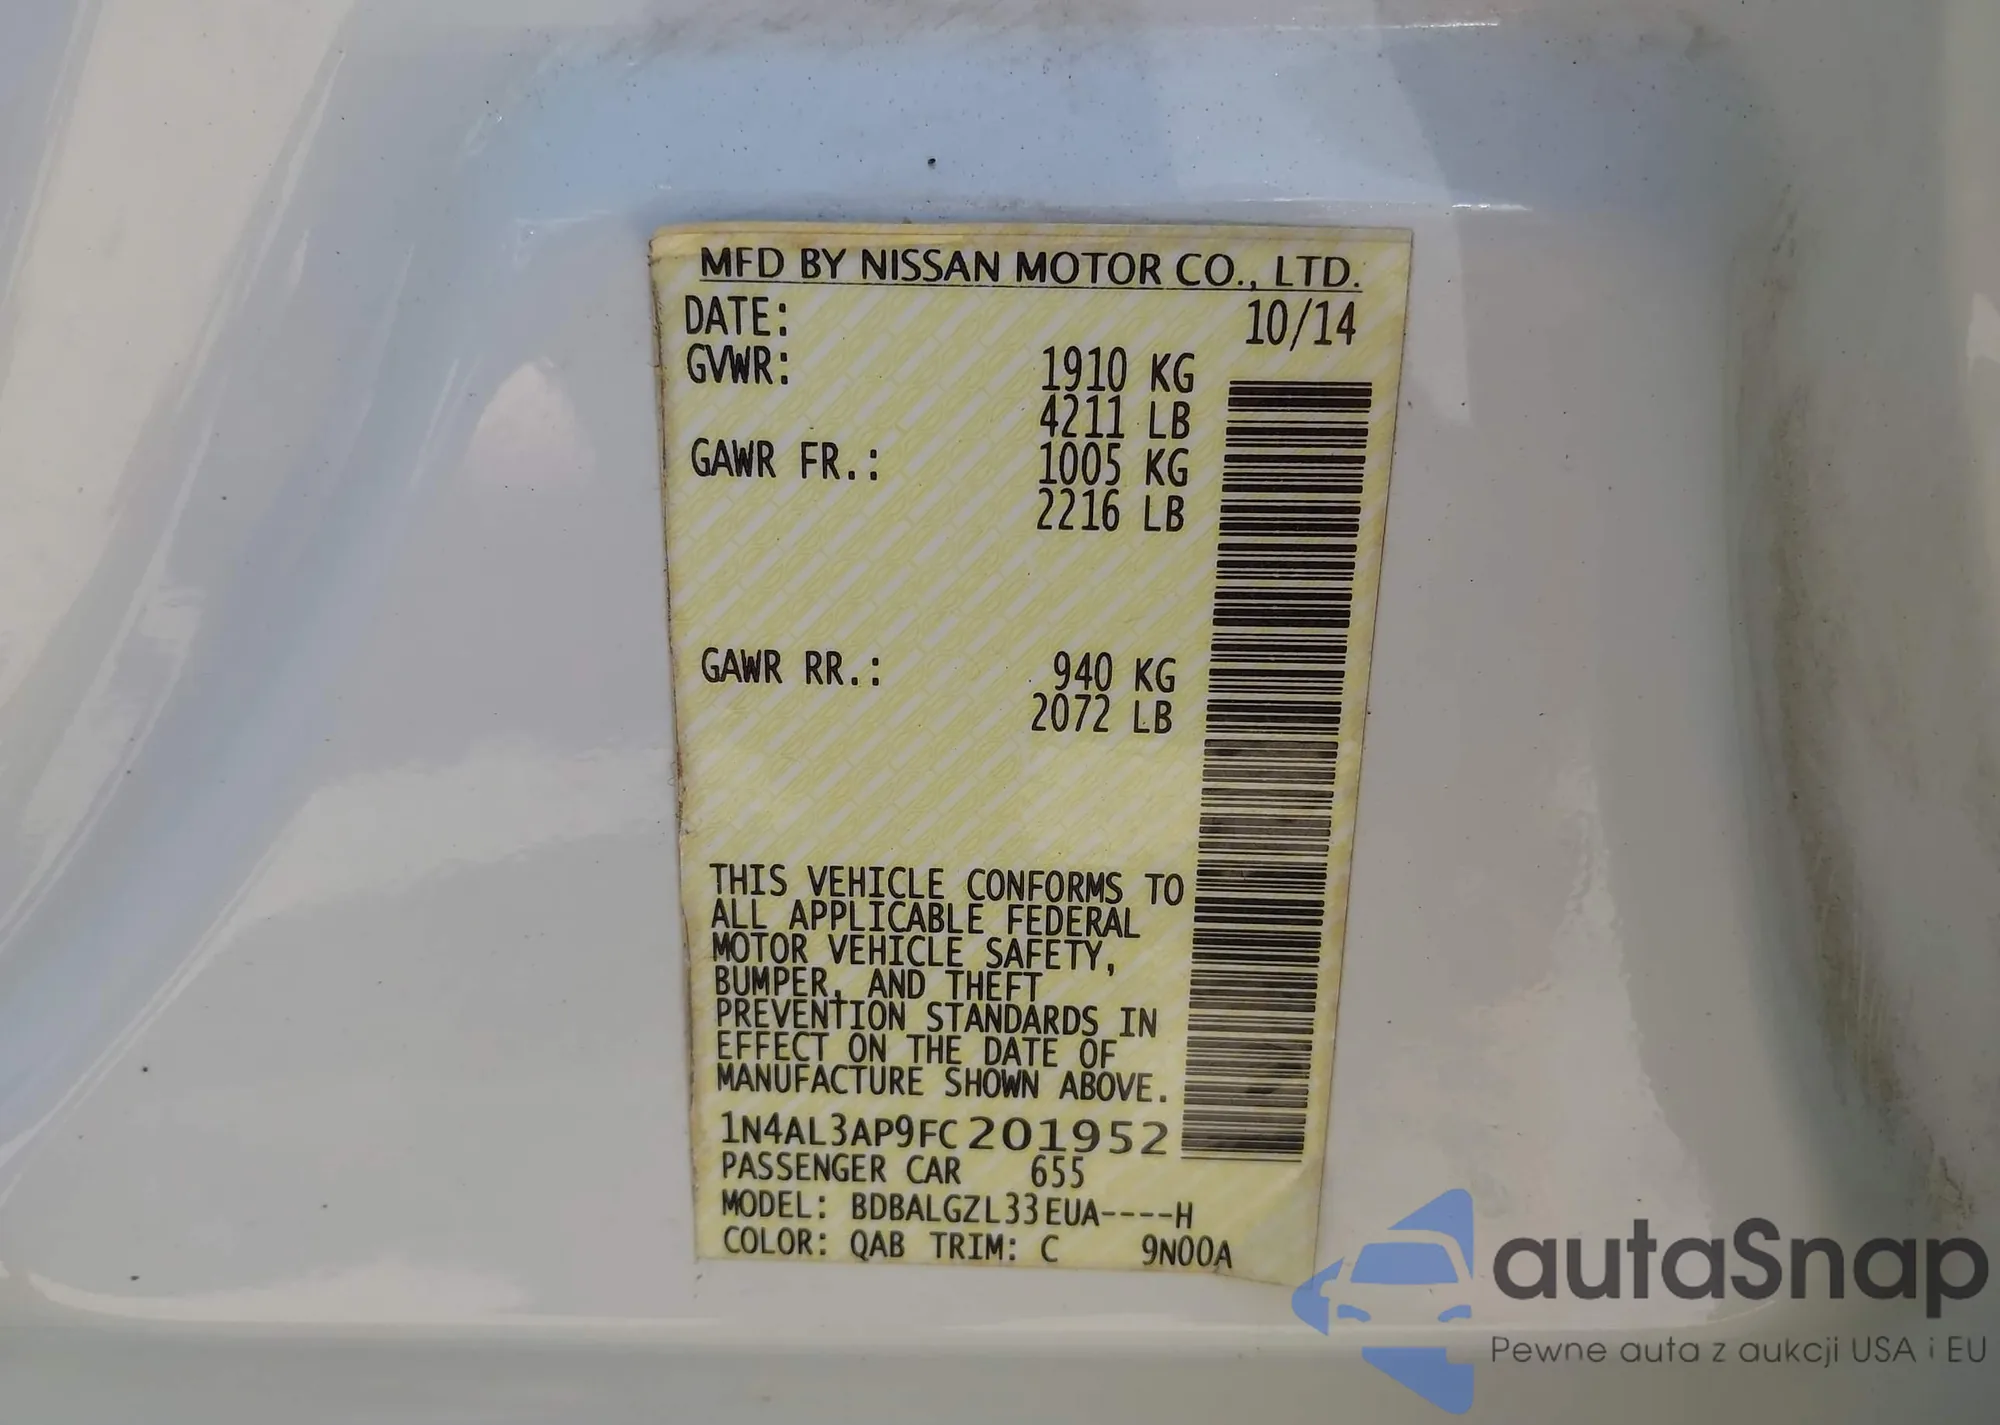 MFD BY NISSAN MOTOR CO., LTD.
DATE: 10/14
GVWR: 1910 KG
4211 LB
GAWR FR.: 1005 KG
2216 LB
GAWR RR.: 940 KG
2072 LB
THIS VEHICLE CONFORMS TO
ALL APPLICABLE FEDERAL
MOTOR VEHICLE SAFETY,
BUMPER, AND THEFT
PREVENTION STANDARDS IN
EFFECT ON THE DATE OF
MANUFACTURE SHOWN ABOVE.
1N4AL3AP9FC201952
PASSENGER CAR 655
MODEL: BDBALGZL33EUA----H
COLOR: QAB TRIM: C 9N00A
autaSnap
Pewne auta z aukcji USA i EU